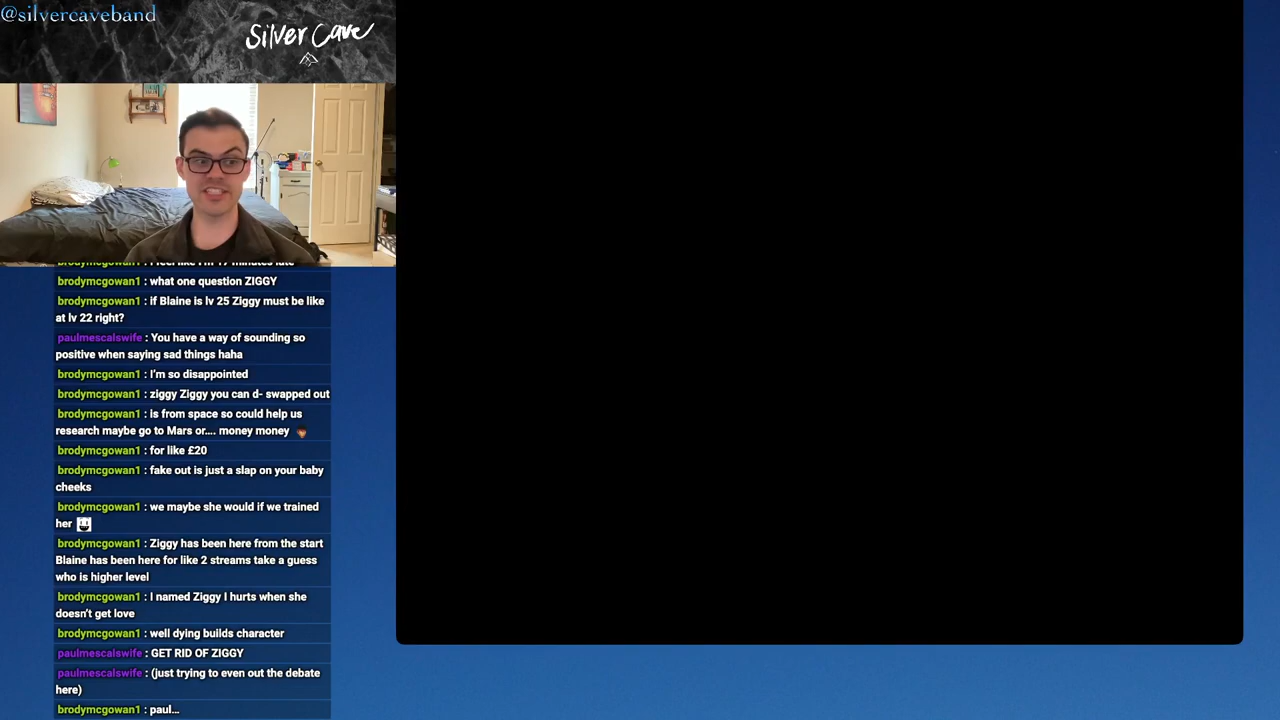 @silvercaveband
Silver Cave
brodymcgowan1 : what one question ZIGGY
brodymcgowan1 : if Blaine is lv 25 Ziggy must be like
at lv 22 right?
paulmescalswife : You have a way of sounding so
positive when saying sad things haha
brodymcgowan1 : I'm so disappointed
brodymcgowan1 : ziggy Ziggy you can d- swapped out
brodymcgowan1 : is from space so could help us
research maybe go to Mars or.... money money
brodymcgowan1 : for like £20
brodymcgowan1 : fake out is just a slap on your baby
cheeks
brodymcgowan1 : we maybe she would if we trained
her
brodymcgowan1 : Ziggy has been here from the start
Blaine has been here for like 2 streams take a guess
who is higher level
brodymcgowan1 : I named Ziggy I hurts when she
doesn't get love
brodymcgowan1 : well dying builds character
paulmescalswife : GET RID OF ZIGGY
paulmescalswife : (just trying to even out the debate
here)
brodymcgowan1 : paul...